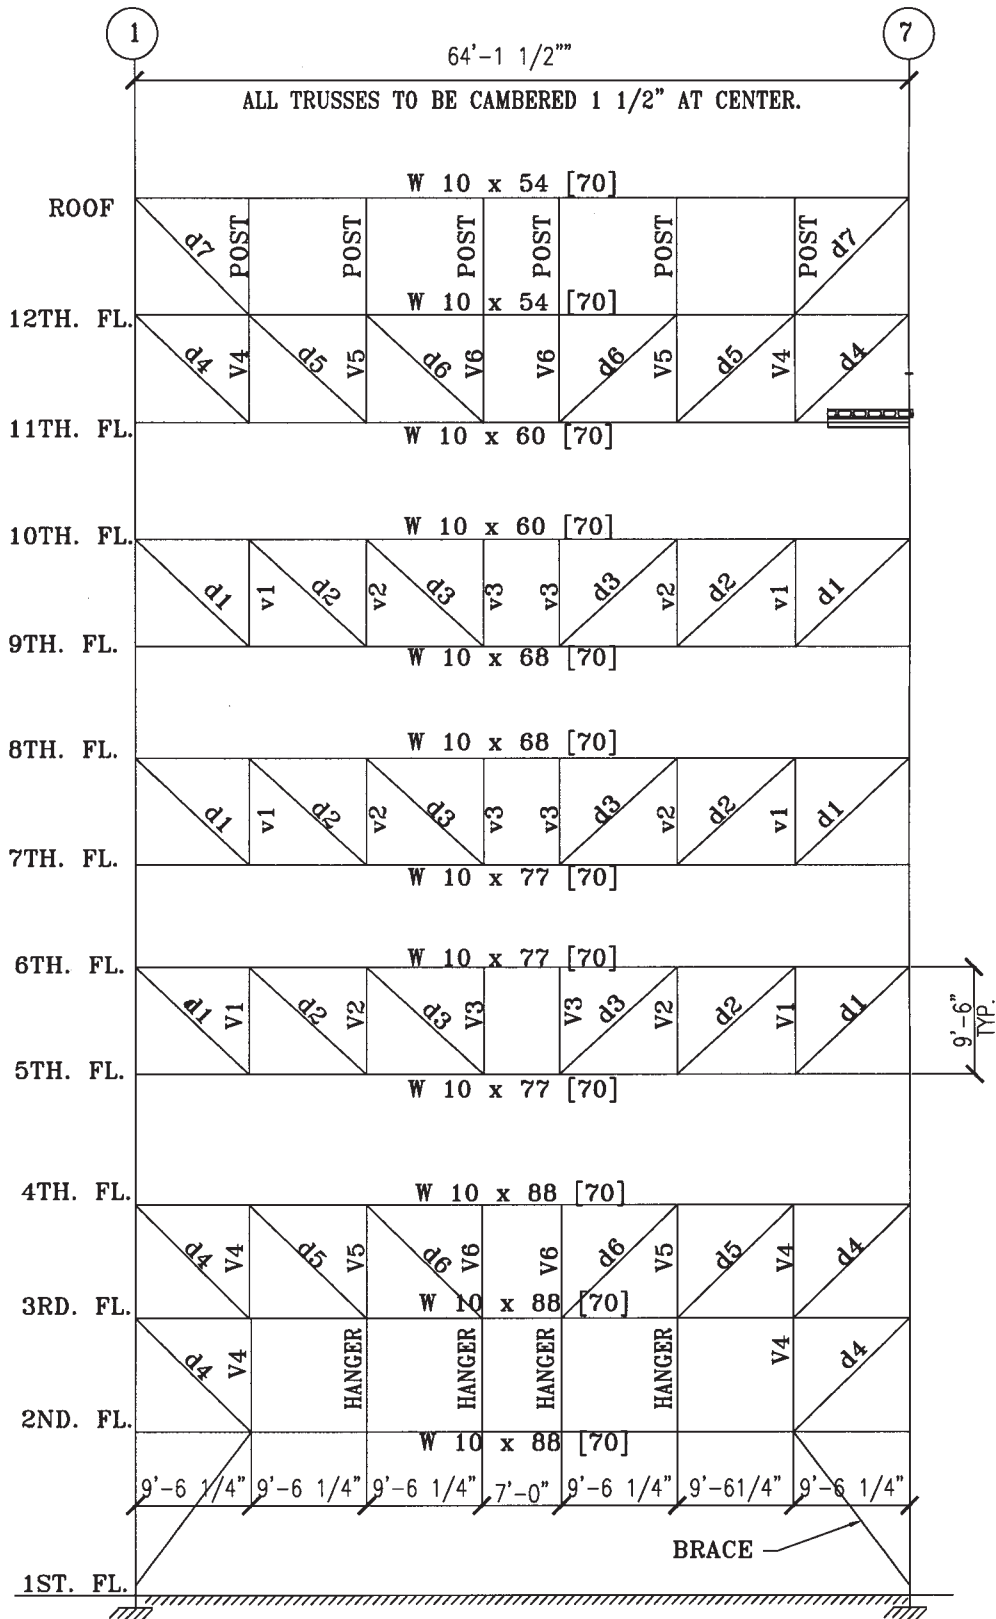 1 7
64'-1 1/2""
ALL TRUSSES TO BE CAMBERED 1 1/2" AT CENTER.
W 10 x 54 [70]
ROOF
d7 POST POST POST POST POST POST d7
W 10 x 54 [70]
12TH. FL.
d4 V4 d5 V5 d6 V6 V6 d6 V5 d5 V4 d4
11TH. FL.
W 10 x 60 [70]
W 10 x 60 [70]
10TH. FL.
d1 v1 d2 v2 d3 v3 v3 d3 v2 d2 v1 d1
9TH. FL.
W 10 x 68 [70]
W 10 x 68 [70]
8TH. FL.
d1 v1 d2 v2 d3 v3 v3 d3 v2 d2 v1 d1
7TH. FL.
W 10 x 77 [70]
W 10 x 77 [70]
6TH. FL.
d1 V1 d2 V2 d3 V3 V3 d3 V2 d2 V1 d1
9'-6"
TYP.
5TH. FL.
W 10 x 77 [70]
4TH. FL.
W 10 x 88 [70]
d4 V4 d5 V5 d6 V6 V6 d6 V5 d5 V4 d4
3RD. FL.
W 10 x 88 [70]
d4 V4 HANGER HANGER HANGER HANGER V4 d4
2ND. FL.
W 10 x 88 [70]
9'-6 1/4" 9'-6 1/4" 9'-6 1/4" 7'-0" 9'-6 1/4" 9'-61/4" 9'-6 1/4"
BRACE
1ST. FL.